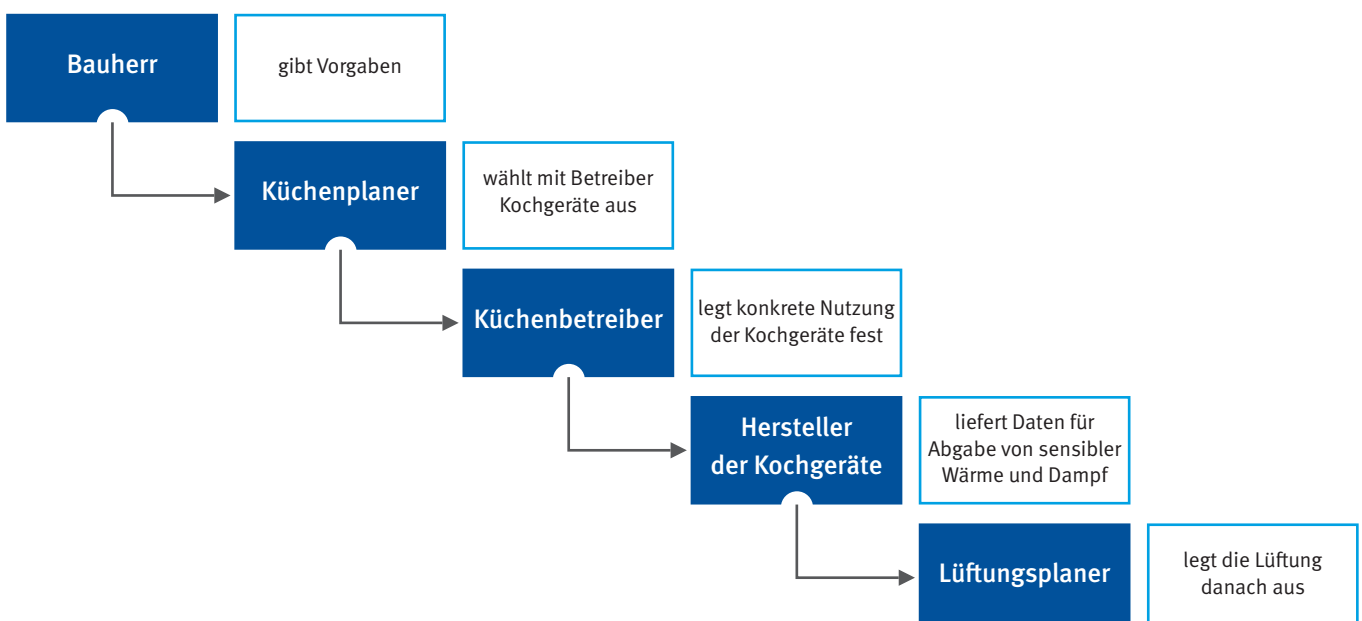 Bauherr
gibt Vorgaben
Küchenplaner
wählt mit Betreiber
Kochgeräte aus
Küchenbetreiber
legt konkrete Nutzung
der Kochgeräte fest
Hersteller
der Kochgeräte
liefert Daten für
Abgabe von sensibler
Wärme und Dampf
Lüftungsplaner
legt die Lüftung
danach aus